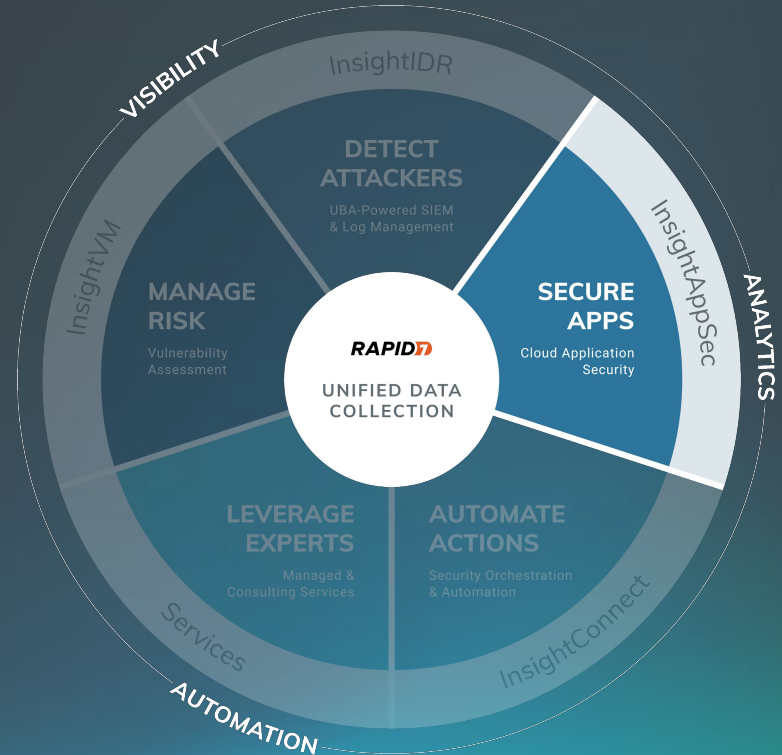 VISIBILITY
InsightIDR
DETECT
ATTACKERS
UBA-Powered SIEM
& Log Management
InsightVM
MANAGE
RISK
Vulnerability
Assessment
SECURE
APPS
Cloud Application
Security
InsightAppSec
ANALYTICS
RAPID7
UNIFIED DATA
COLLECTION
LEVERAGE
EXPERTS
Managed &
Consulting Services
Services
AUTOMATE
ACTIONS
Security Orchestration
& Automation
InsightConnect
AUTOMATION